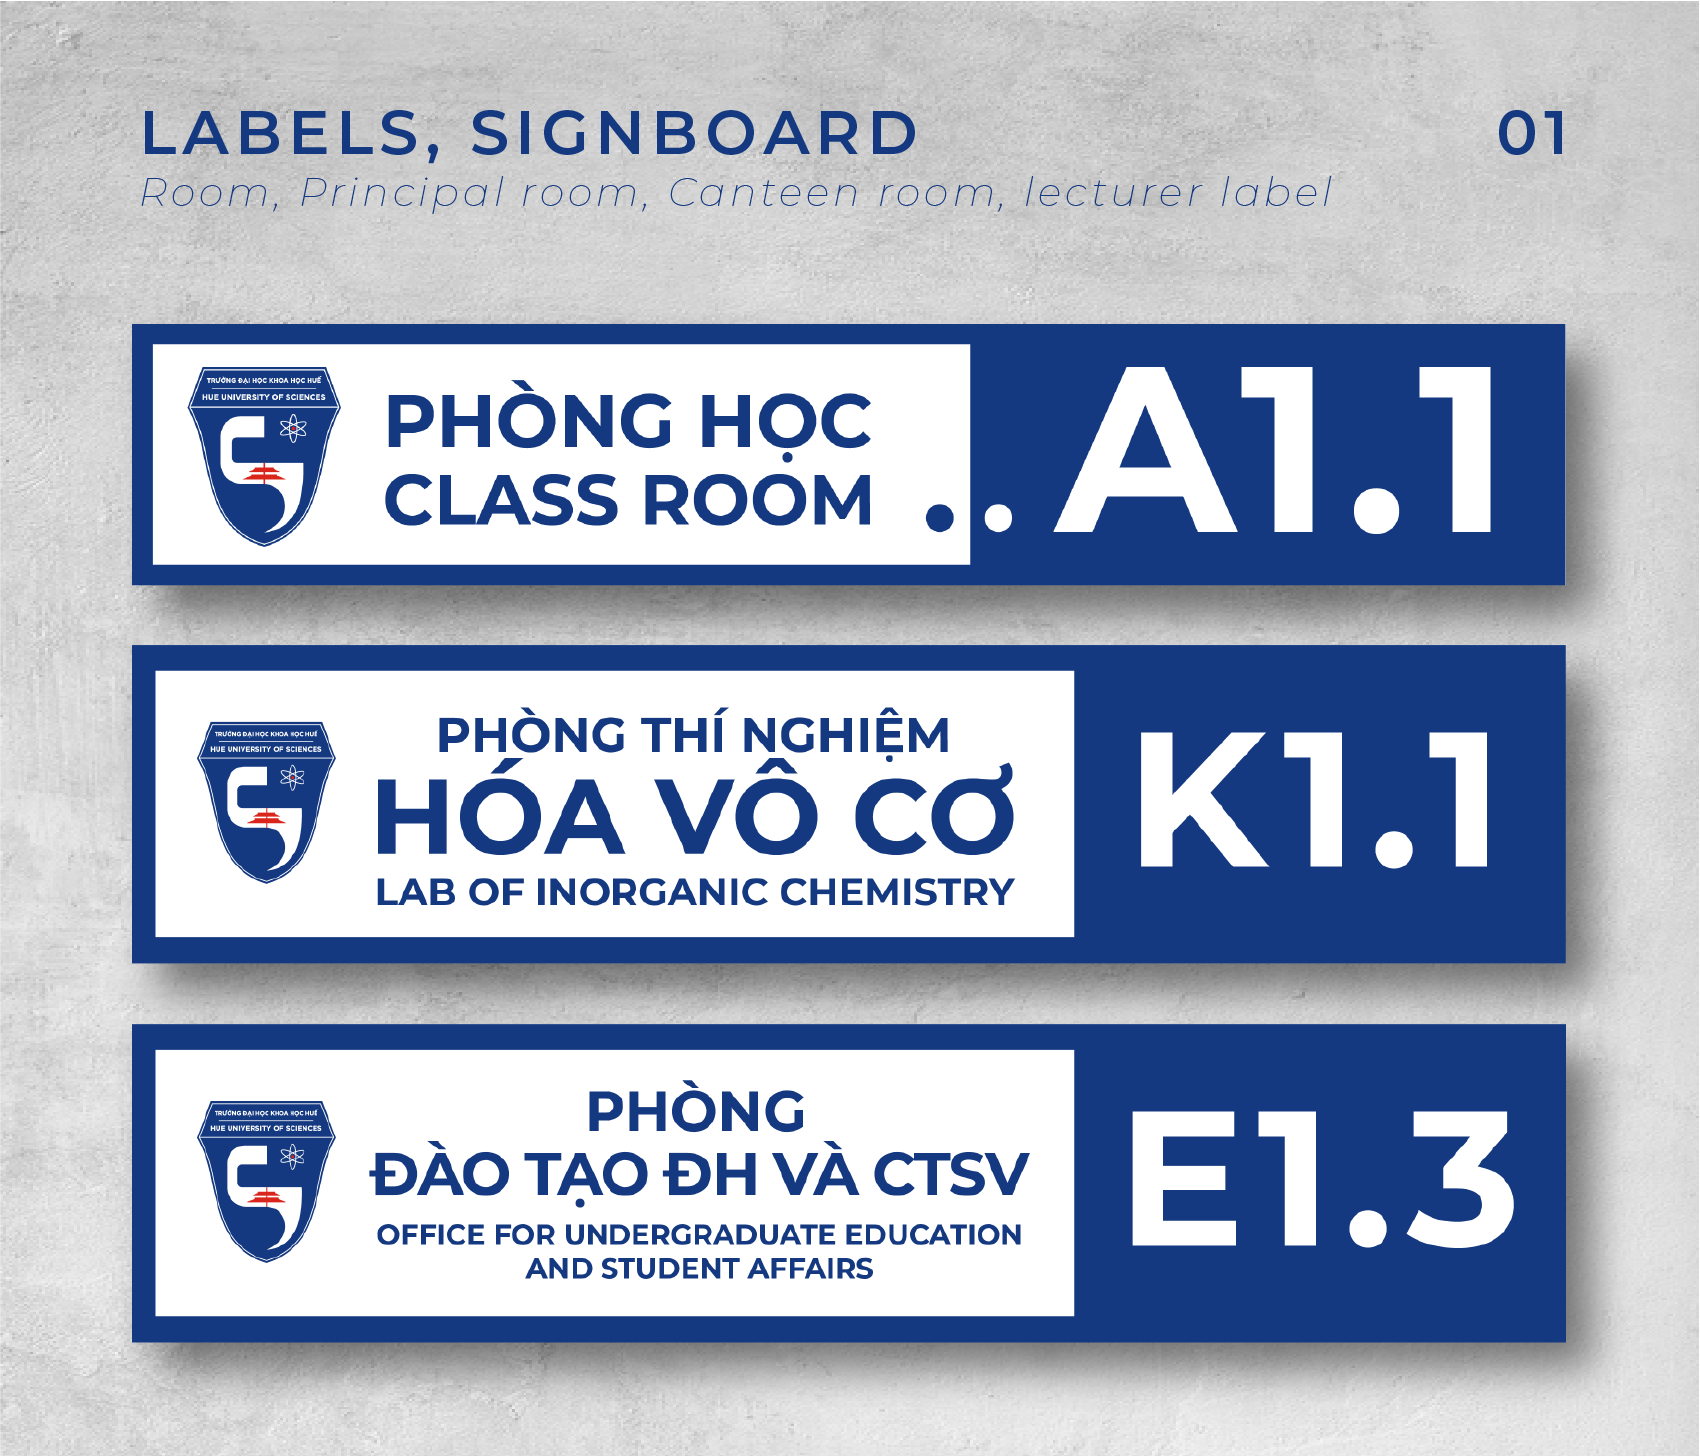 LABELS, SIGNBOARD
01
Room, Principal room, Canteen room, lecturer label
TRƯỜNG ĐẠI HỌC KHOA HỌC HUẾ
HUE UNIVERSITY OF SCIENCES
PHÒNG HỌC
CLASS ROOM
..A1.1
TRƯỜNG ĐẠI HỌC KHOA HỌC HUẾ
HUE UNIVERSITY OF SCIENCES
PHÒNG THÍ NGHIỆM
HÓA VÔ CƠ
LAB OF INORGANIC CHEMISTRY
K1.1
TRƯỜNG ĐẠI HỌC KHOA HỌC HUẾ
HUE UNIVERSITY OF SCIENCES
PHÒNG
ĐÀO TẠO ĐH VÀ CTSV
OFFICE FOR UNDERGRADUATE EDUCATION
AND STUDENT AFFAIRS
E1.3